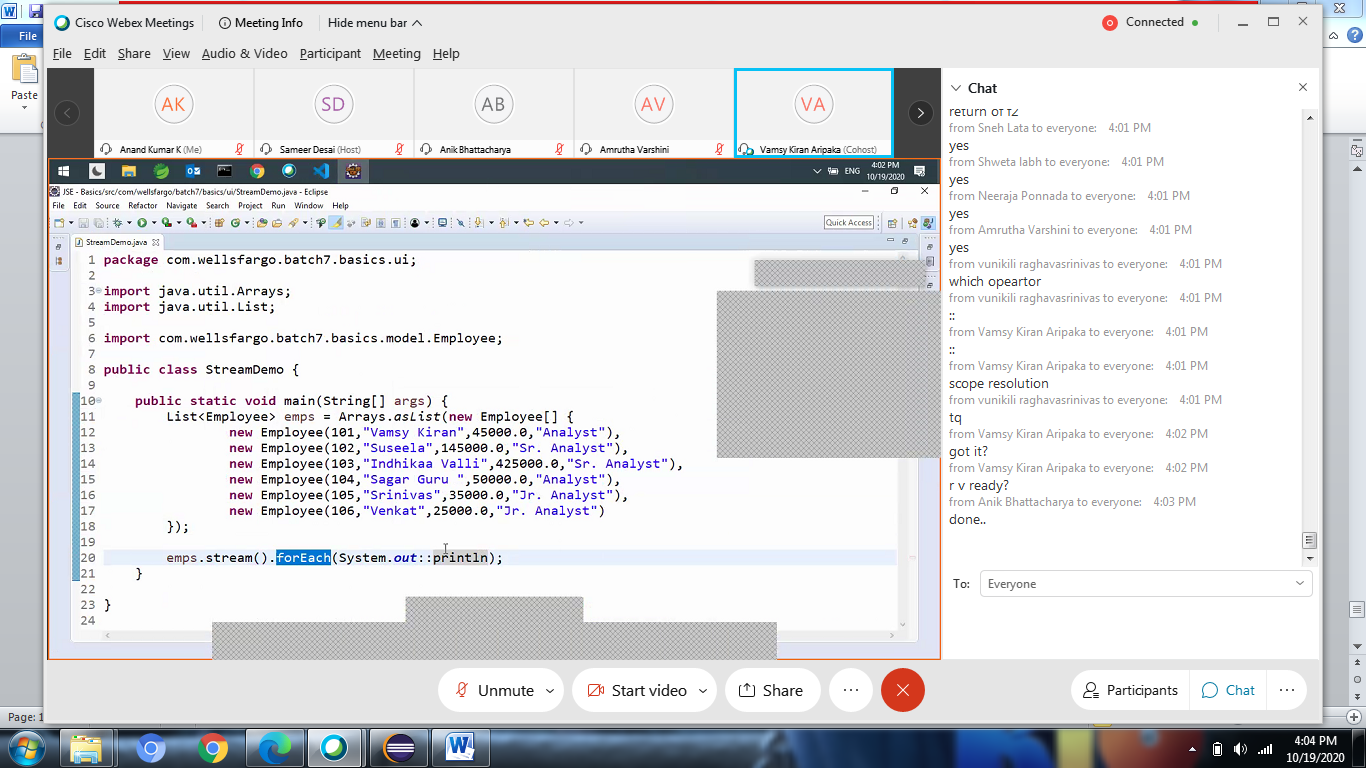 File
Paste
Page: 1
Cisco Webex Meetings
Meeting Info
Hide menu bar
Connected
File Edit Share View Audio & Video Participant Meeting Help
AK
SD
AB
AV
VA
Anand Kumar K (Me)
Sameer Desai (Host)
Anik Bhattacharya
Amrutha Varshini
Vamsy Kiran Aripaka (Cohost)
ENG
4:02 PM
10/19/2020
JSE - Basics/src/com/wellsfargo/batch7/basics/ui/StreamDemo.java - Eclipse
File Edit Source Refactor Navigate Search Project Run Window Help
Quick Access
StreamDemo.java
1 package com.wellsfargo.batch7.basics.ui;
2
3 import java.util.Arrays;
4 import java.util.List;
5
6 import com.wellsfargo.batch7.basics.model.Employee;
7
8 public class StreamDemo {
9
10 public static void main(String[] args) {
11 List<Employee> emps = Arrays.asList(new Employee[] {
12 new Employee(101,"Vamsy Kiran",45000.0,"Analyst"),
13 new Employee(102,"Suseela",145000.0,"Sr. Analyst"),
14 new Employee(103,"Indhikaa Valli",425000.0,"Sr. Analyst"),
15 new Employee(104,"Sagar Guru ",50000.0,"Analyst"),
16 new Employee(105,"Srinivas",35000.0,"Jr. Analyst"),
17 new Employee(106,"Venkat",25000.0,"Jr. Analyst")
18 });
19
20 emps.stream().forEach(System.out::println);
21 }
22
23 }
24
Chat
return of f2
from Sneh Lata to everyone: 4:01 PM
yes
from Shweta labh to everyone: 4:01 PM
yes
from Neeraja Ponnada to everyone: 4:01 PM
yes
from Amrutha Varshini to everyone: 4:01 PM
yes
from vunikili raghavasrinivas to everyone: 4:01 PM
which opeartor
from vunikili raghavasrinivas to everyone: 4:01 PM
::
from Vamsy Kiran Aripaka to everyone: 4:01 PM
::
from Vamsy Kiran Aripaka to everyone: 4:01 PM
scope resolution
from vunikili raghavasrinivas to everyone: 4:01 PM
tq
from Vamsy Kiran Aripaka to everyone: 4:02 PM
got it?
from Vamsy Kiran Aripaka to everyone: 4:02 PM
r v ready?
from Anik Bhattacharya to everyone: 4:03 PM
done..
To: Everyone
Unmute
Start video
Share
Participants
Chat
4:04 PM
10/19/2020